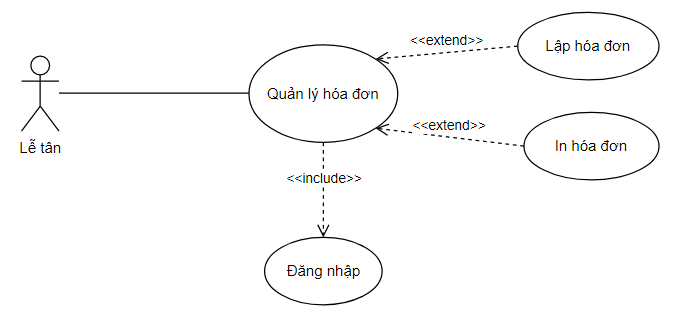 <<extend>>
Lập hóa đơn
Quản lý hóa đơn
<<extend>>
In hóa đơn
Lễ tân
<<include>>
Đăng nhập